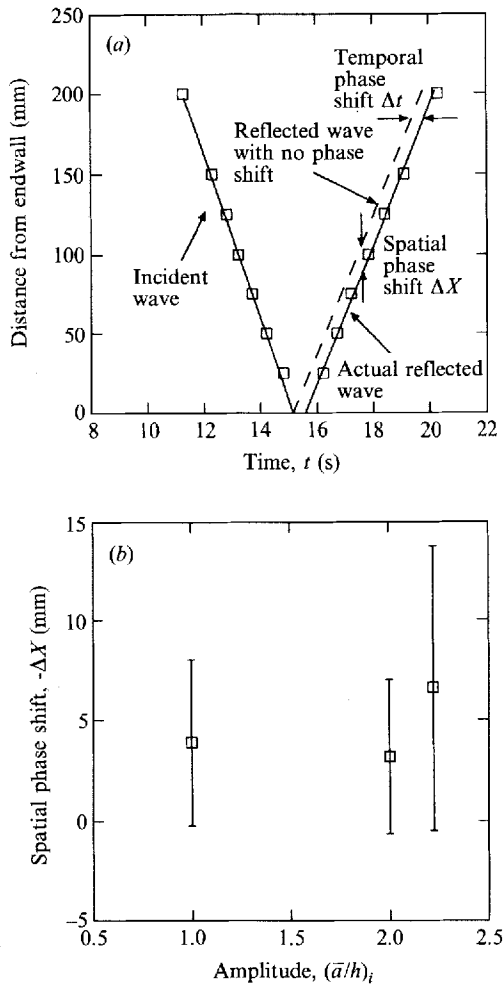 (a)
250
200
150
100
50
0
Distance from endwall (mm)
Temporal
phase
shift Δt
Reflected wave
with no phase
shift
Incident
wave
Spatial
phase
shift ΔX
Actual reflected
wave
8 10 12 14 16 18 20 22
Time, t (s)
(b)
15
10
5
0
−5
Spatial phase shift, -ΔX (mm)
0.5 1.0 1.5 2.0 2.5
Amplitude, (a̅/h)ᵢ